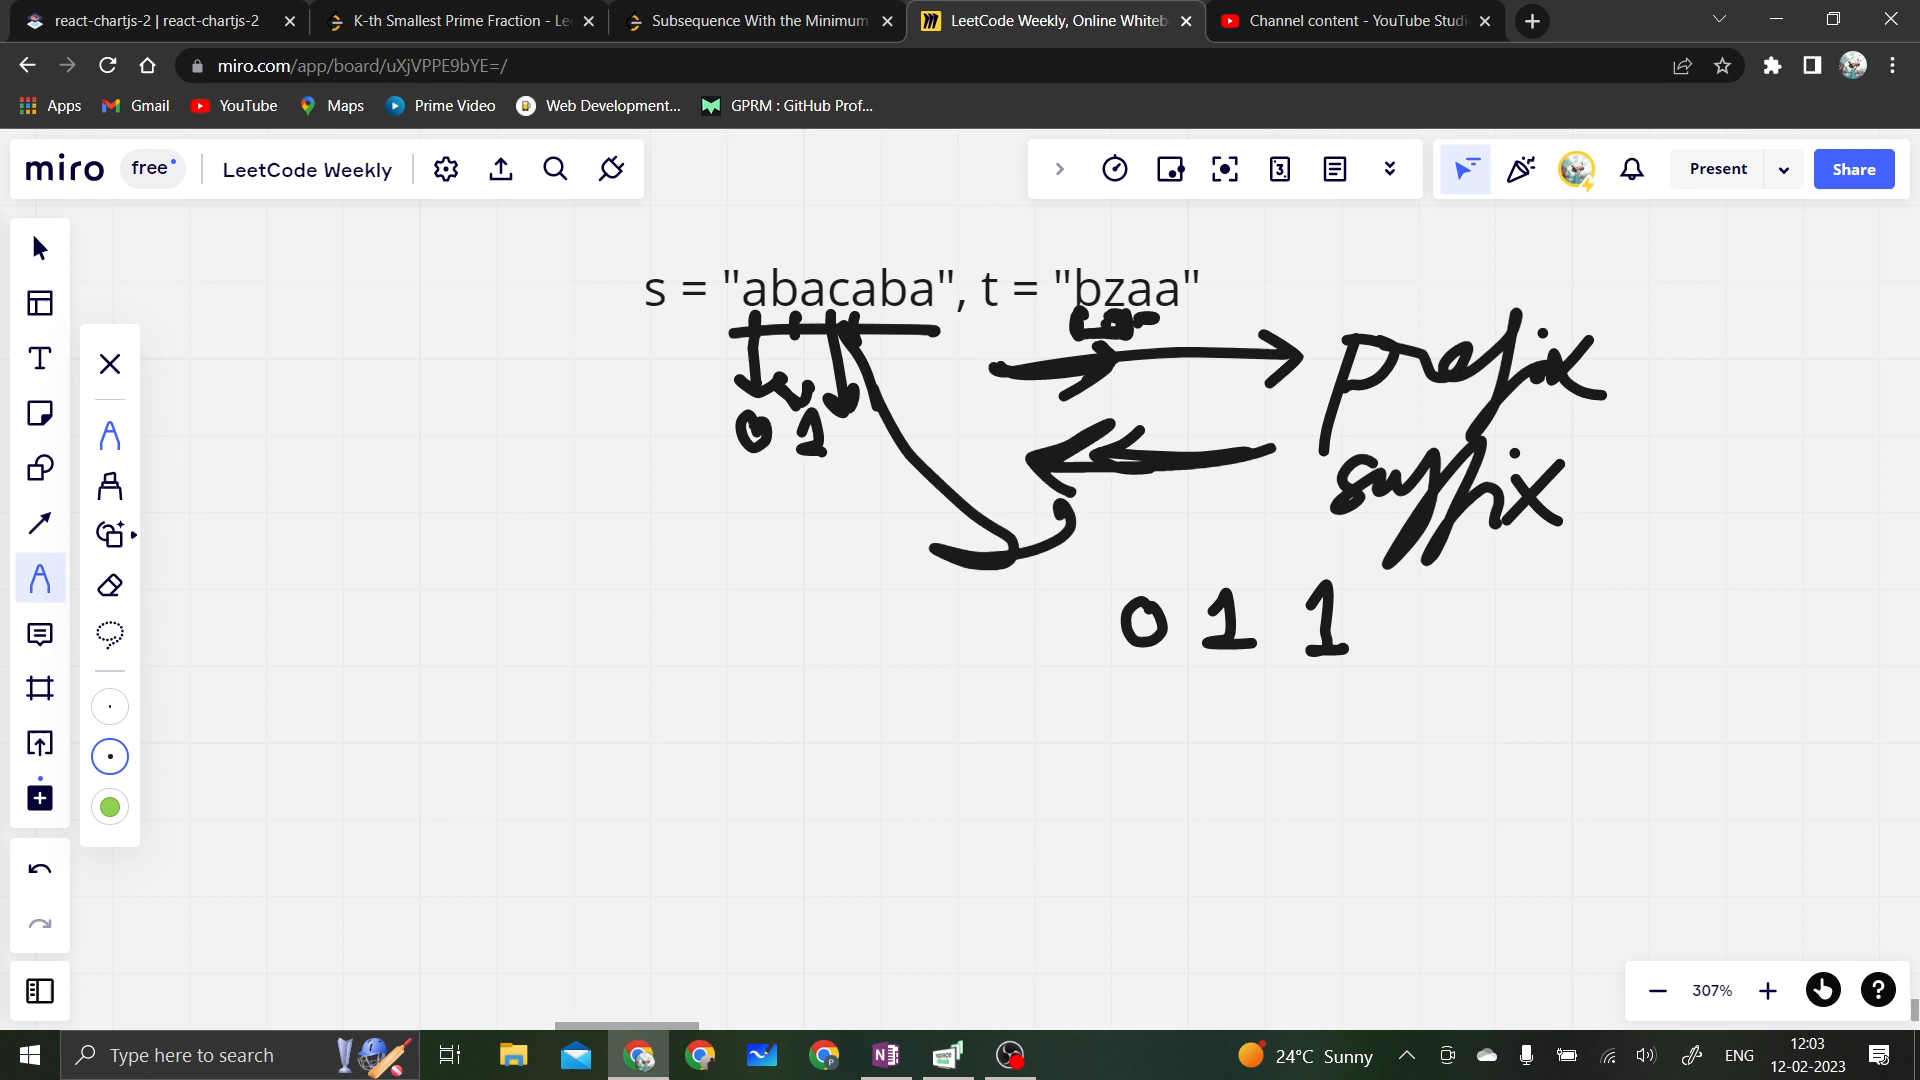 react-chartjs-2 | react-chartjs-2
K-th Smallest Prime Fraction - Le
Subsequence With the Minimum
LeetCode Weekly, Online Whiteb
Channel content - YouTube Studi
miro.com/app/board/uXjVPPE9bYE=/
Apps
Gmail
YouTube
Maps
Prime Video
Web Development...
GPRM : GitHub Prof...
miro
free
LeetCode Weekly
3
Present
Share
s = "abacaba", t = "bzaa"
prefix
0 1
suffix
0 1 1
307%
Type here to search
24°C Sunny
ENG
12:03
12-02-2023